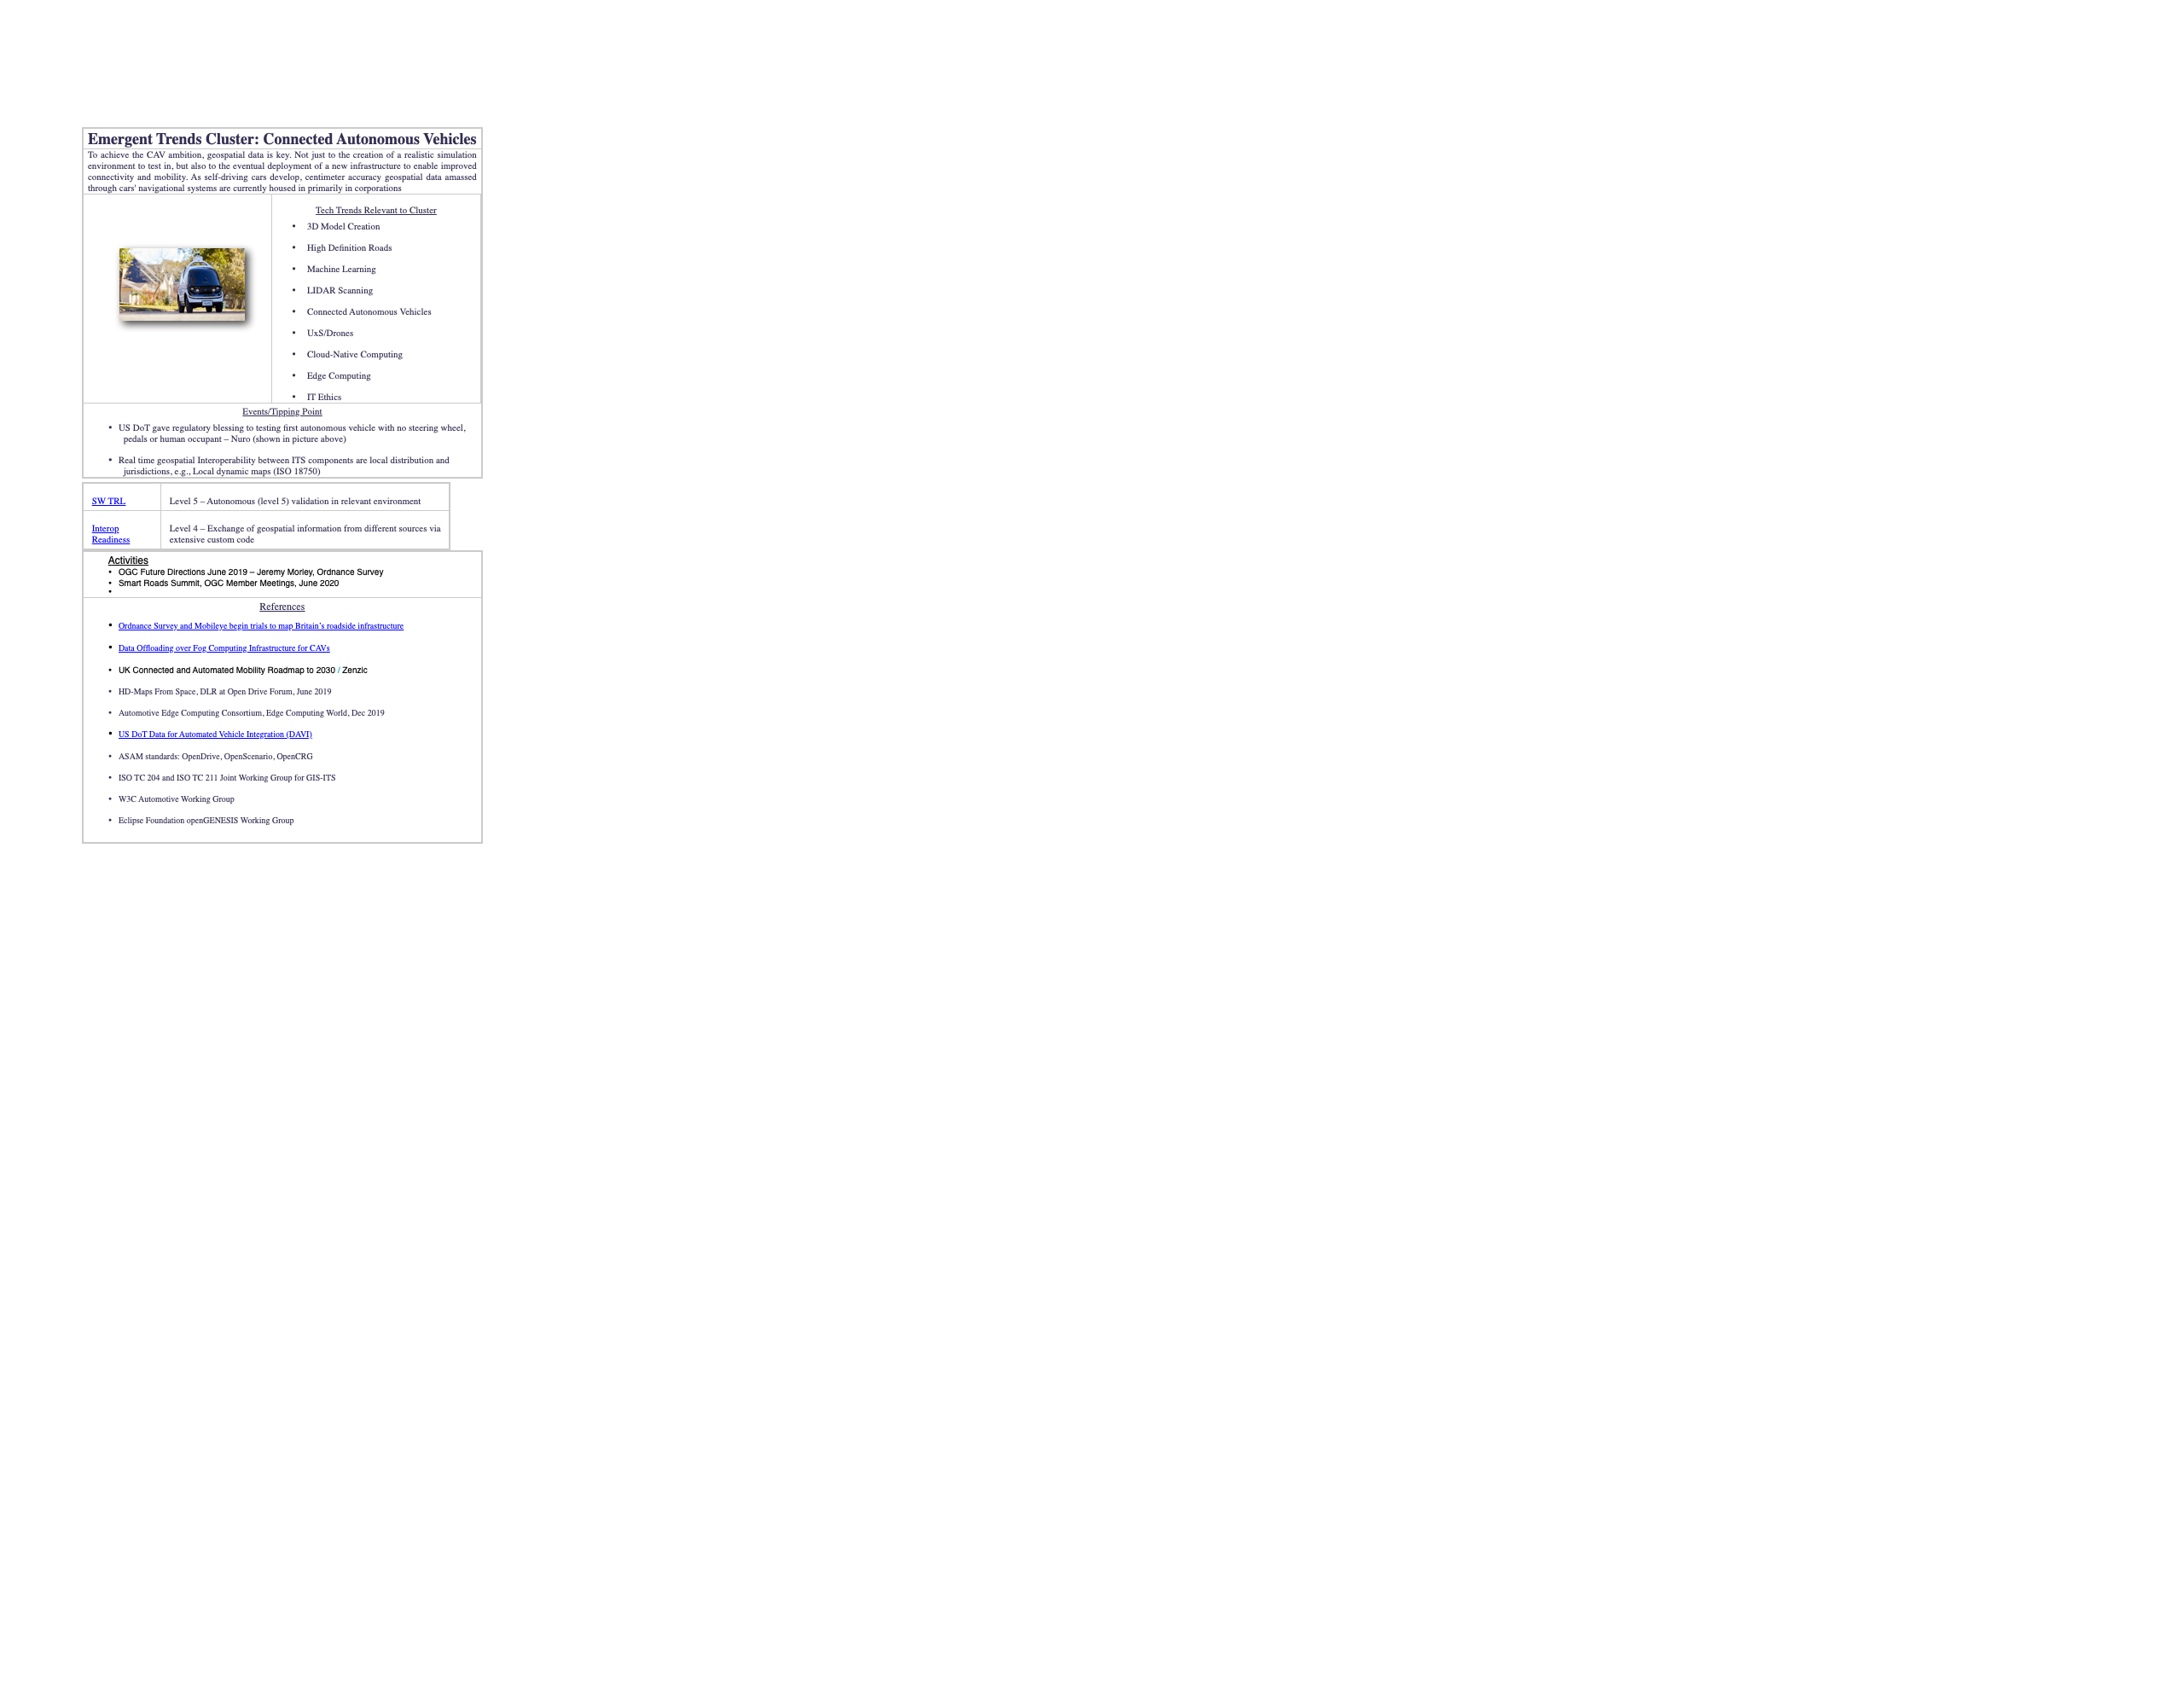 Emergent Trends Cluster: Connected Autonomous Vehicles
To achieve the CAV ambition, geospatial data is key. Not just to the creation of a realistic simulation
environment to test in, but also to the eventual deployment of a new infrastructure to enable improved
connectivity and mobility. As self-driving cars develop, centimeter accuracy geospatial data amassed
through cars' navigational systems are currently housed in primarily in corporations
Tech Trends Relevant to Cluster
• 3D Model Creation
• High Definition Roads
• Machine Learning
• LIDAR Scanning
• Connected Autonomous Vehicles
• UxS/Drones
• Cloud-Native Computing
• Edge Computing
• IT Ethics
Events/Tipping Point
• US DoT gave regulatory blessing to testing first autonomous vehicle with no steering wheel,
pedals or human occupant – Nuro (shown in picture above)
• Real time geospatial Interoperability between ITS components are local distribution and
jurisdictions, e.g., Local dynamic maps (ISO 18750)
SW TRL
Level 5 – Autonomous (level 5) validation in relevant environment
Interop
Readiness
Level 4 – Exchange of geospatial information from different sources via
extensive custom code
Activities
• OGC Future Directions June 2019 – Jeremy Morley, Ordnance Survey
• Smart Roads Summit, OGC Member Meetings, June 2020
•
References
• Ordnance Survey and Mobileye begin trials to map Britain's roadside infrastructure
• Data Offloading over Fog Computing Infrastructure for CAVs
• UK Connected and Automated Mobility Roadmap to 2030 / Zenzic
• HD-Maps From Space, DLR at Open Drive Forum, June 2019
• Automotive Edge Computing Consortium, Edge Computing World, Dec 2019
• US DoT Data for Automated Vehicle Integration (DAVI)
• ASAM standards: OpenDrive, OpenScenario, OpenCRG
• ISO TC 204 and ISO TC 211 Joint Working Group for GIS-ITS
• W3C Automotive Working Group
• Eclipse Foundation openGENESIS Working Group